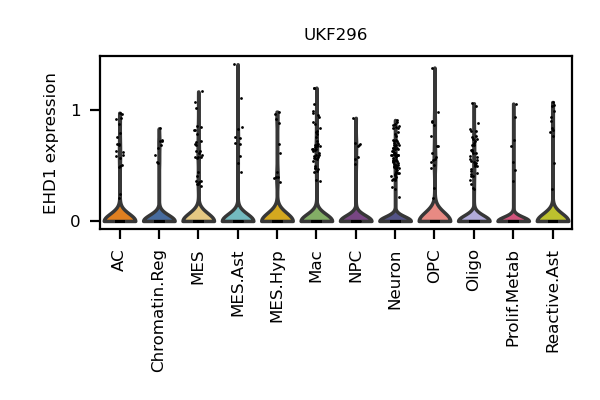 UKF296
EHD1 expression
1
0
AC
Chromatin.Reg
MES
MES.Ast
MES.Hyp
Mac
NPC
Neuron
OPC
Oligo
Prolif.Metab
Reactive.Ast